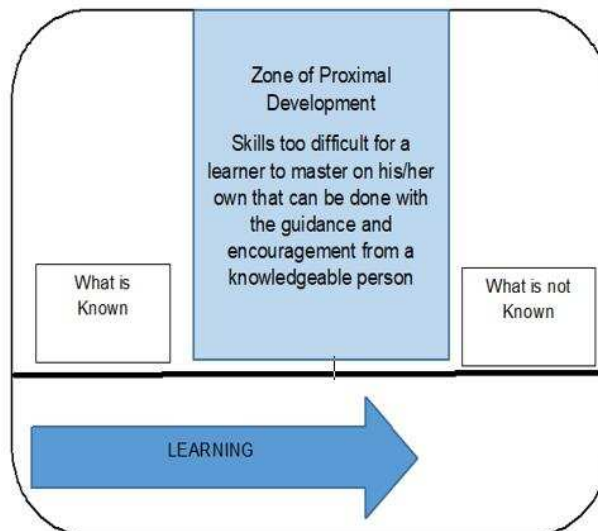 Zone of Proximal
Development
Skills too difficult for a
learner to master on his/her
own that can be done with
the guidance and
encouragement from a
knowledgeable person
What is
Known
What is not
Known
LEARNING